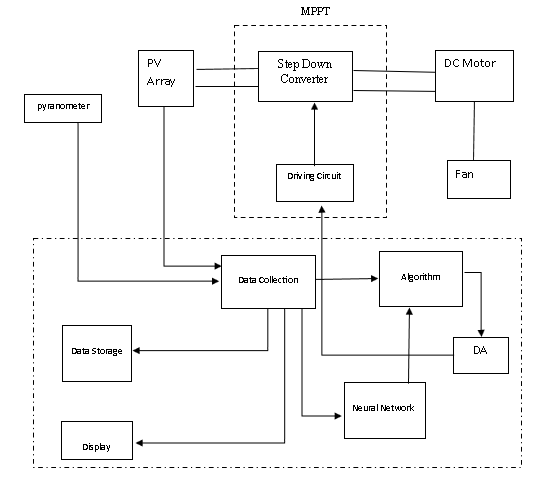 MPPT
PV
Array
Step Down
Converter
DC Motor
pyranometer
Driving Circuit
Fan
Data Collection
Algorithm
Data Storage
DA
Neural Network
Display